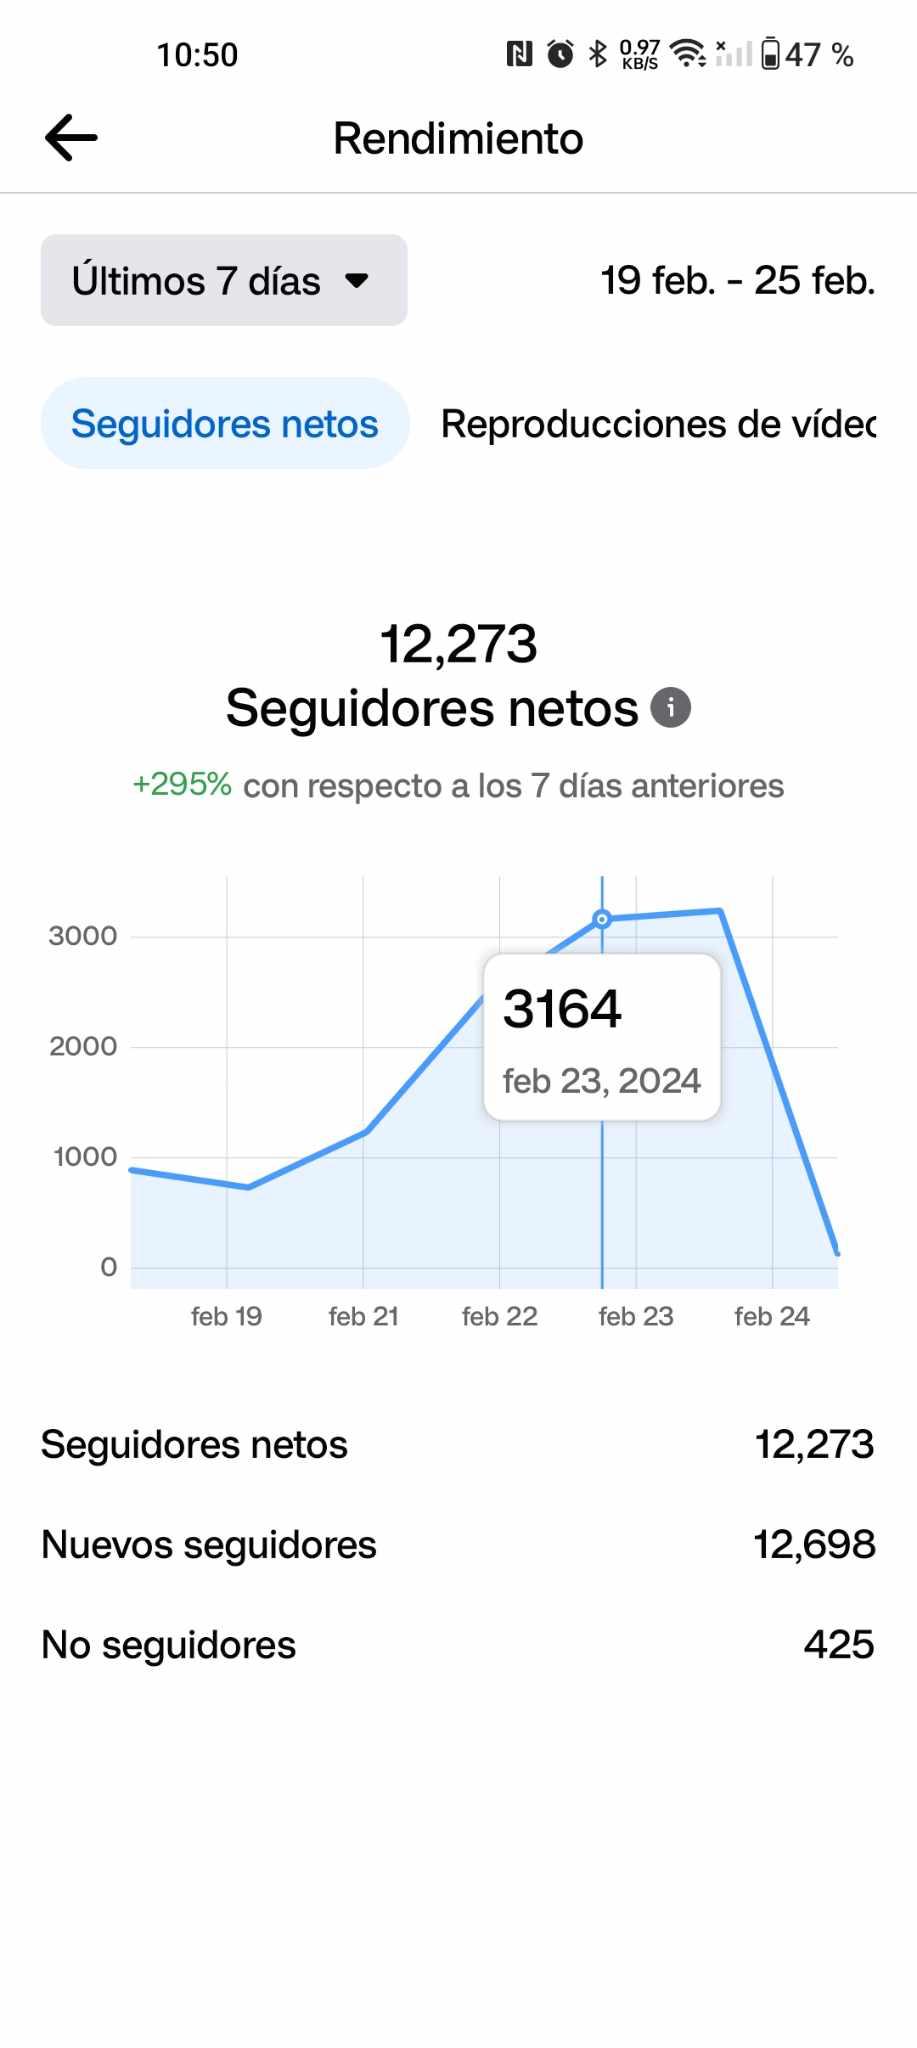 10:50
0.97
KB/S
47 %
Rendimiento
Últimos 7 días
19 feb. - 25 feb.
Seguidores netos
Reproducciones de víde
12,273
Seguidores netos
+295% con respecto a los 7 días anteriores
3000
2000
1000
0
3164
feb 23, 2024
feb 19
feb 21
feb 22
feb 23
feb 24
Seguidores netos 12,273
Nuevos seguidores 12,698
No seguidores 425